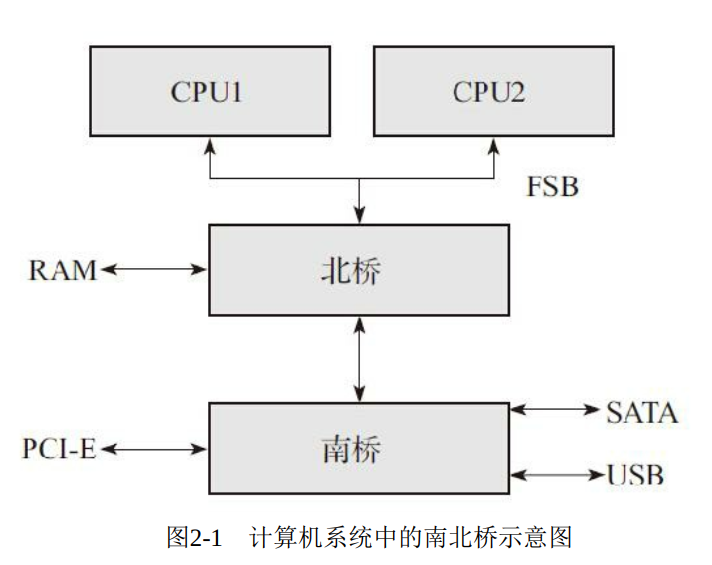 CPU1
CPU2
FSB
RAM
北桥
PCI-E
南桥
SATA
USB
图2-1 计算机系统中的南北桥示意图